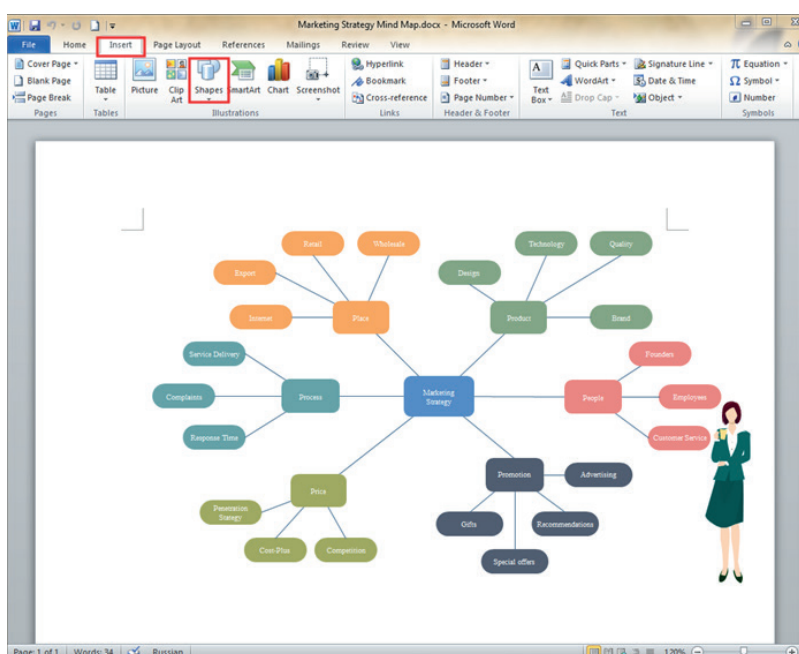 Marketing Strategy Mind Map.docx - Microsoft Word
File Home Insert Page Layout References Mailings Review View
Cover Page
Blank Page
Page Break
Pages
Table
Tables
Picture
Clip Art
Shapes
SmartArt
Chart
Screenshot
Illustrations
Hyperlink
Bookmark
Cross-reference
Links
Header
Footer
Page Number
Header & Footer
A
Text Box
Quick Parts
WordArt
Drop Cap
Signature Line
Date & Time
Object
Text
π Equation
Ω Symbol
# Number
Symbols
Retail
Wholesale
Export
Internet
Place
Technology
Quality
Design
Product
Brand
Service Delivery
Complaints
Response Time
Process
Marketing
Strategy
Founders
People
Employees
Customer Service
Price
Penetration
Stategy
Cost-Plus
Competition
Promotion
Advertising
Gifts
Recommendations
Special offers
Page: 1 of 1 Words: 34 Russian 120%